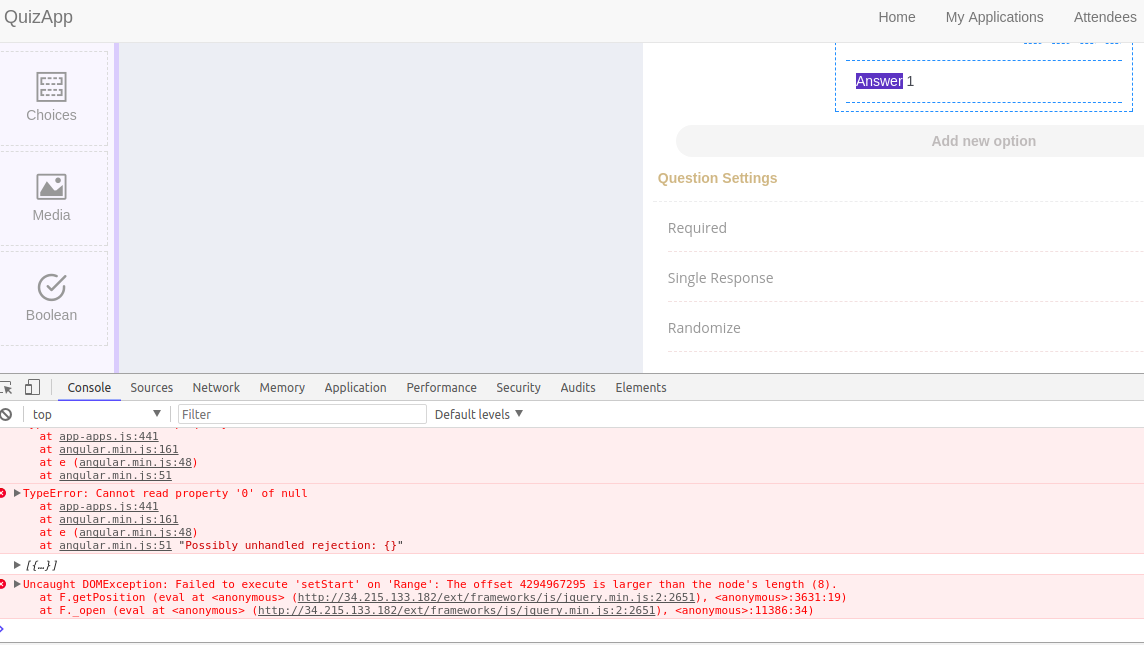 QuizApp Home My Applications Attendees
Choices
Media
Boolean
Answer 1
Add new option
Question Settings
Required
Single Response
Randomize
Console Sources Network Memory Application Performance Security Audits Elements
top Filter Default levels
at app-apps.js:441
at angular.min.js:161
at e (angular.min.js:48)
at angular.min.js:51
TypeError: Cannot read property '0' of null
at app-apps.js:441
at angular.min.js:161
at e (angular.min.js:48)
at angular.min.js:51 "Possibly unhandled rejection: {}"
[{…}]
Uncaught DOMException: Failed to execute 'setStart' on 'Range': The offset 4294967295 is larger than the node's length (8).
at F.getPosition (eval at <anonymous> (http://34.215.133.182/ext/frameworks/js/jquery.min.js:2:2651), <anonymous>:3631:19)
at F._open (eval at <anonymous> (http://34.215.133.182/ext/frameworks/js/jquery.min.js:2:2651), <anonymous>:11386:34)